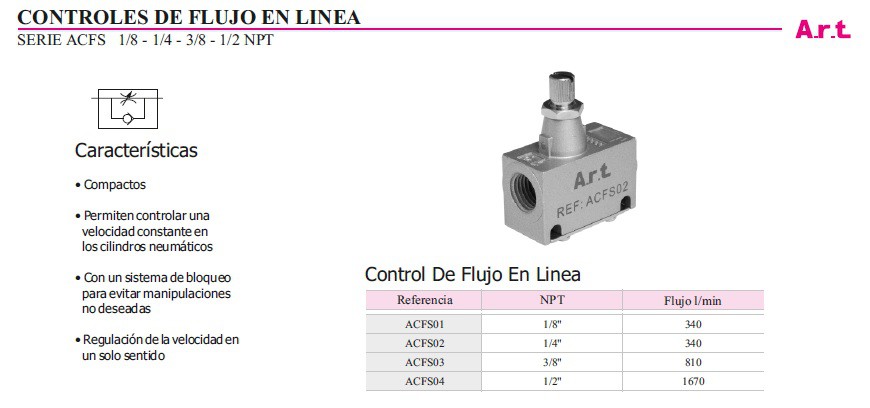 CONTROLES DE FLUJO EN LINEA
SERIE ACFS 1/8 - 1/4 - 3/8 - 1/2 NPT
A.r.t.
Características
• Compactos
• Permiten controlar una
velocidad constante en
los cilindros neumáticos
• Con un sistema de bloqueo
para evitar manipulaciones
no deseadas
• Regulación de la velocidad en
un solo sentido
A.r.t.
REF: ACFS02
Control De Flujo En Linea
Referencia NPT Flujo l/min
ACFS01 1/8" 340
ACFS02 1/4" 340
ACFS03 3/8" 810
ACFS04 1/2" 1670